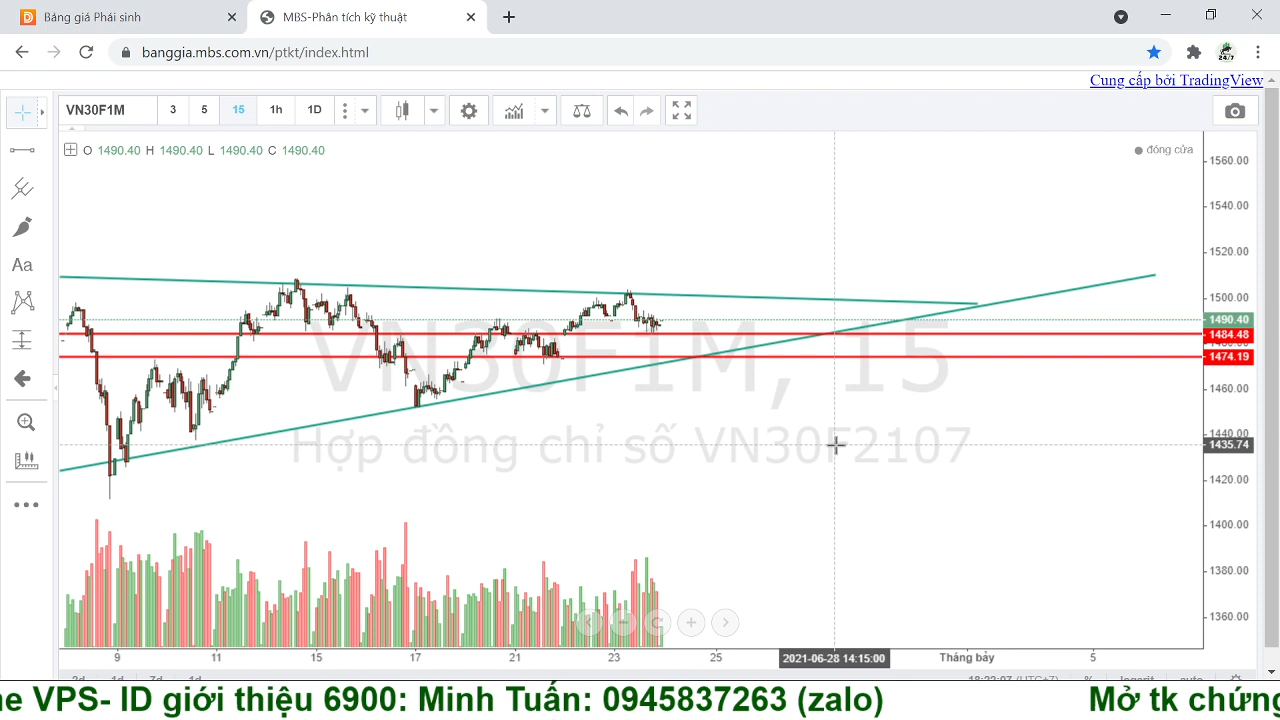 Bảng giá Phái sinh
MBS-Phân tích kỹ thuật
banggia.mbs.com.vn/ptkt/index.html
24/7
Cung cấp bởi TradingView
VN30F1M 3 5 15 1h 1D
O 1490.40 H 1490.40 L 1490.40 C 1490.40
đóng cửa
Aa
VN30F1M, 15
Hợp đồng chỉ số VN30F2107
1560.00
1540.00
1520.00
1500.00
1490.40
1484.48
1474.19
1460.00
1440.00
1435.74
1420.00
1400.00
1380.00
1360.00
9 11 15 17 21 23 25 2021-06-28 14:15:00 Tháng bảy 5
ne VPS- ID giới thiệu 6900: Minh Tuấn: 0945837263 (zalo) Mở tk chứng